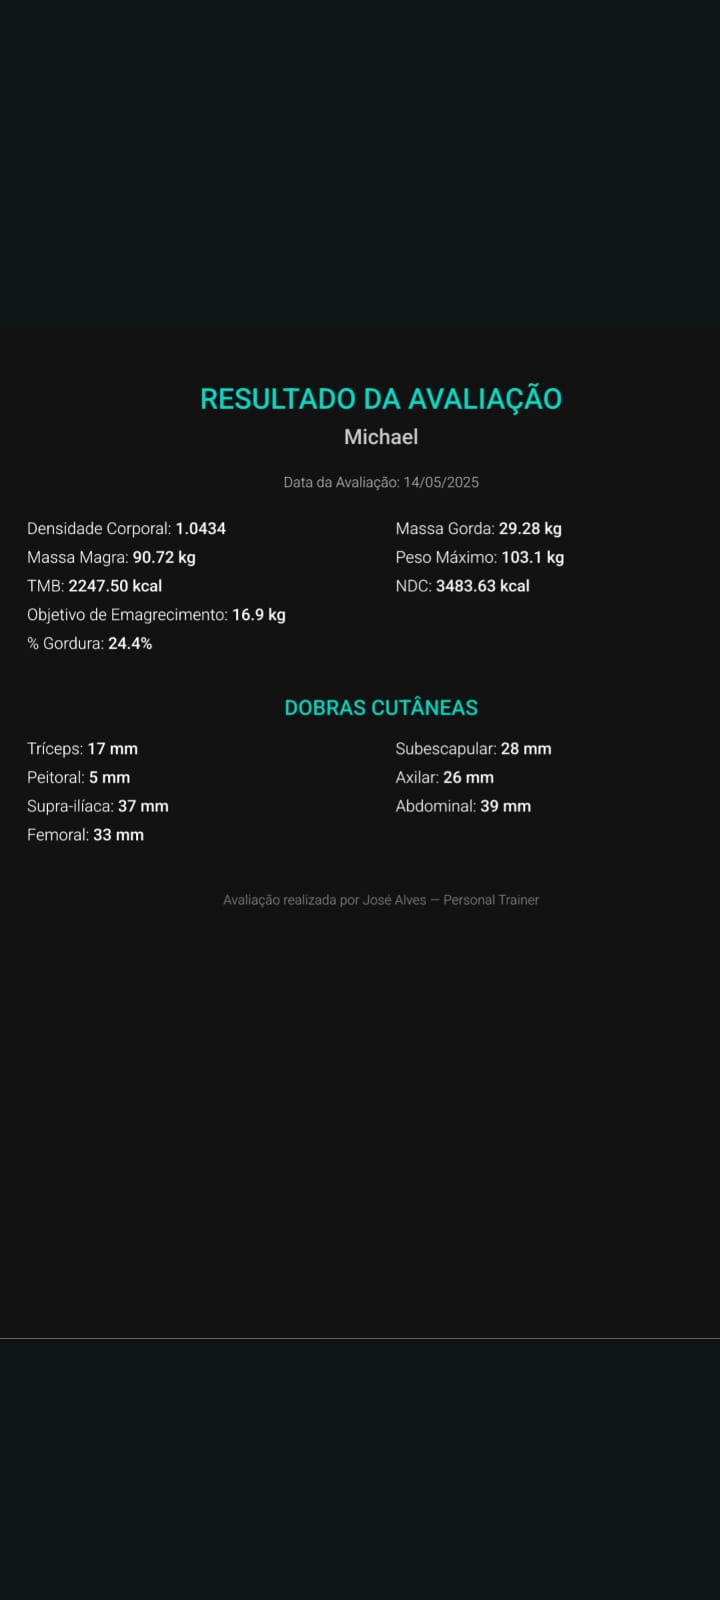 RESULTADO DA AVALIAÇÃO
Michael
Data da Avaliação: 14/05/2025
Densidade Corporal: 1.0434
Massa Gorda: 29.28 kg
Massa Magra: 90.72 kg
Peso Máximo: 103.1 kg
TMB: 2247.50 kcal
NDC: 3483.63 kcal
Objetivo de Emagrecimento: 16.9 kg
% Gordura: 24.4%
DOBRAS CUTÂNEAS
Tríceps: 17 mm
Subescapular: 28 mm
Peitoral: 5 mm
Axilar: 26 mm
Supra-ilíaca: 37 mm
Abdominal: 39 mm
Femoral: 33 mm
Avaliação realizada por José Alves — Personal Trainer